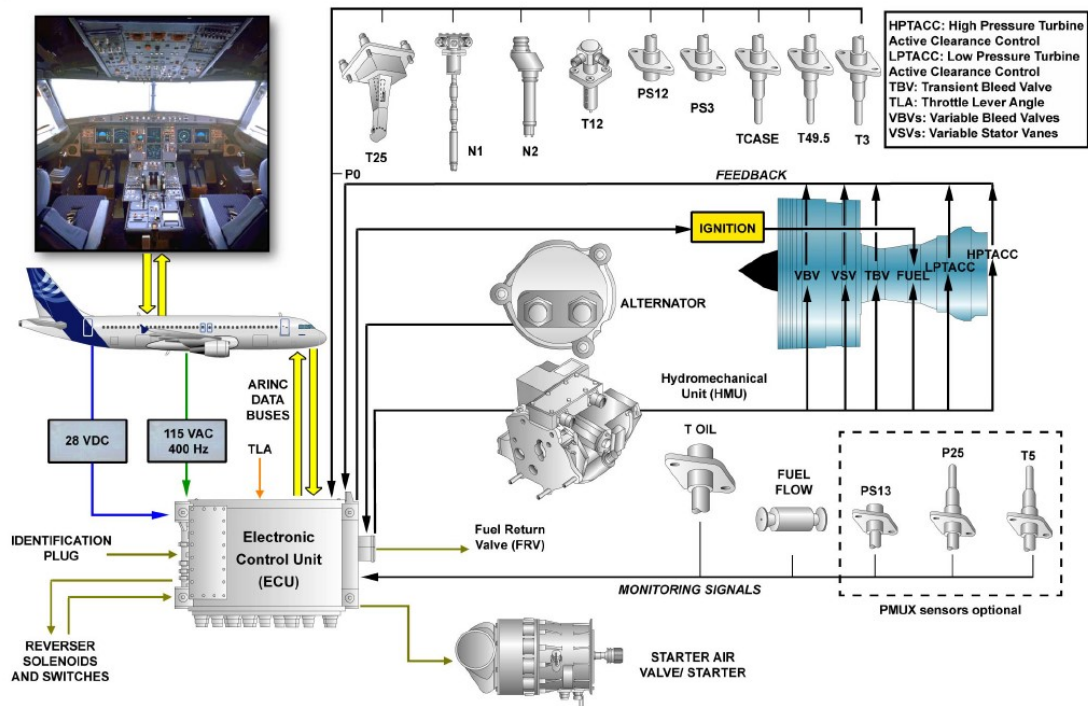 HPTACC: High Pressure Turbine
Active Clearance Control
LPTACC: Low Pressure Turbine
Active Clearance Control
TBV: Transient Bleed Valve
TLA: Throttle Lever Angle
VBVs: Variable Bleed Valves
VSVs: Variable Stator Vanes
T25
N1
N2
T12
PS12
PS3
TCASE
T49.5
T3
P0
FEEDBACK
IGNITION
VBV
VSV
TBV
FUEL
LPTACC
HPTACC
ALTERNATOR
Hydromechanical
Unit (HMU)
ARINC
DATA
BUSES
28 VDC
115 VAC
400 Hz
TLA
T OIL
FUEL
FLOW
PS13
P25
T5
PMUX sensors optional
IDENTIFICATION
PLUG
Electronic
Control Unit
(ECU)
Fuel Return
Valve (FRV)
MONITORING SIGNALS
REVERSER
SOLENOIDS
AND SWITCHES
STARTER AIR
VALVE/ STARTER